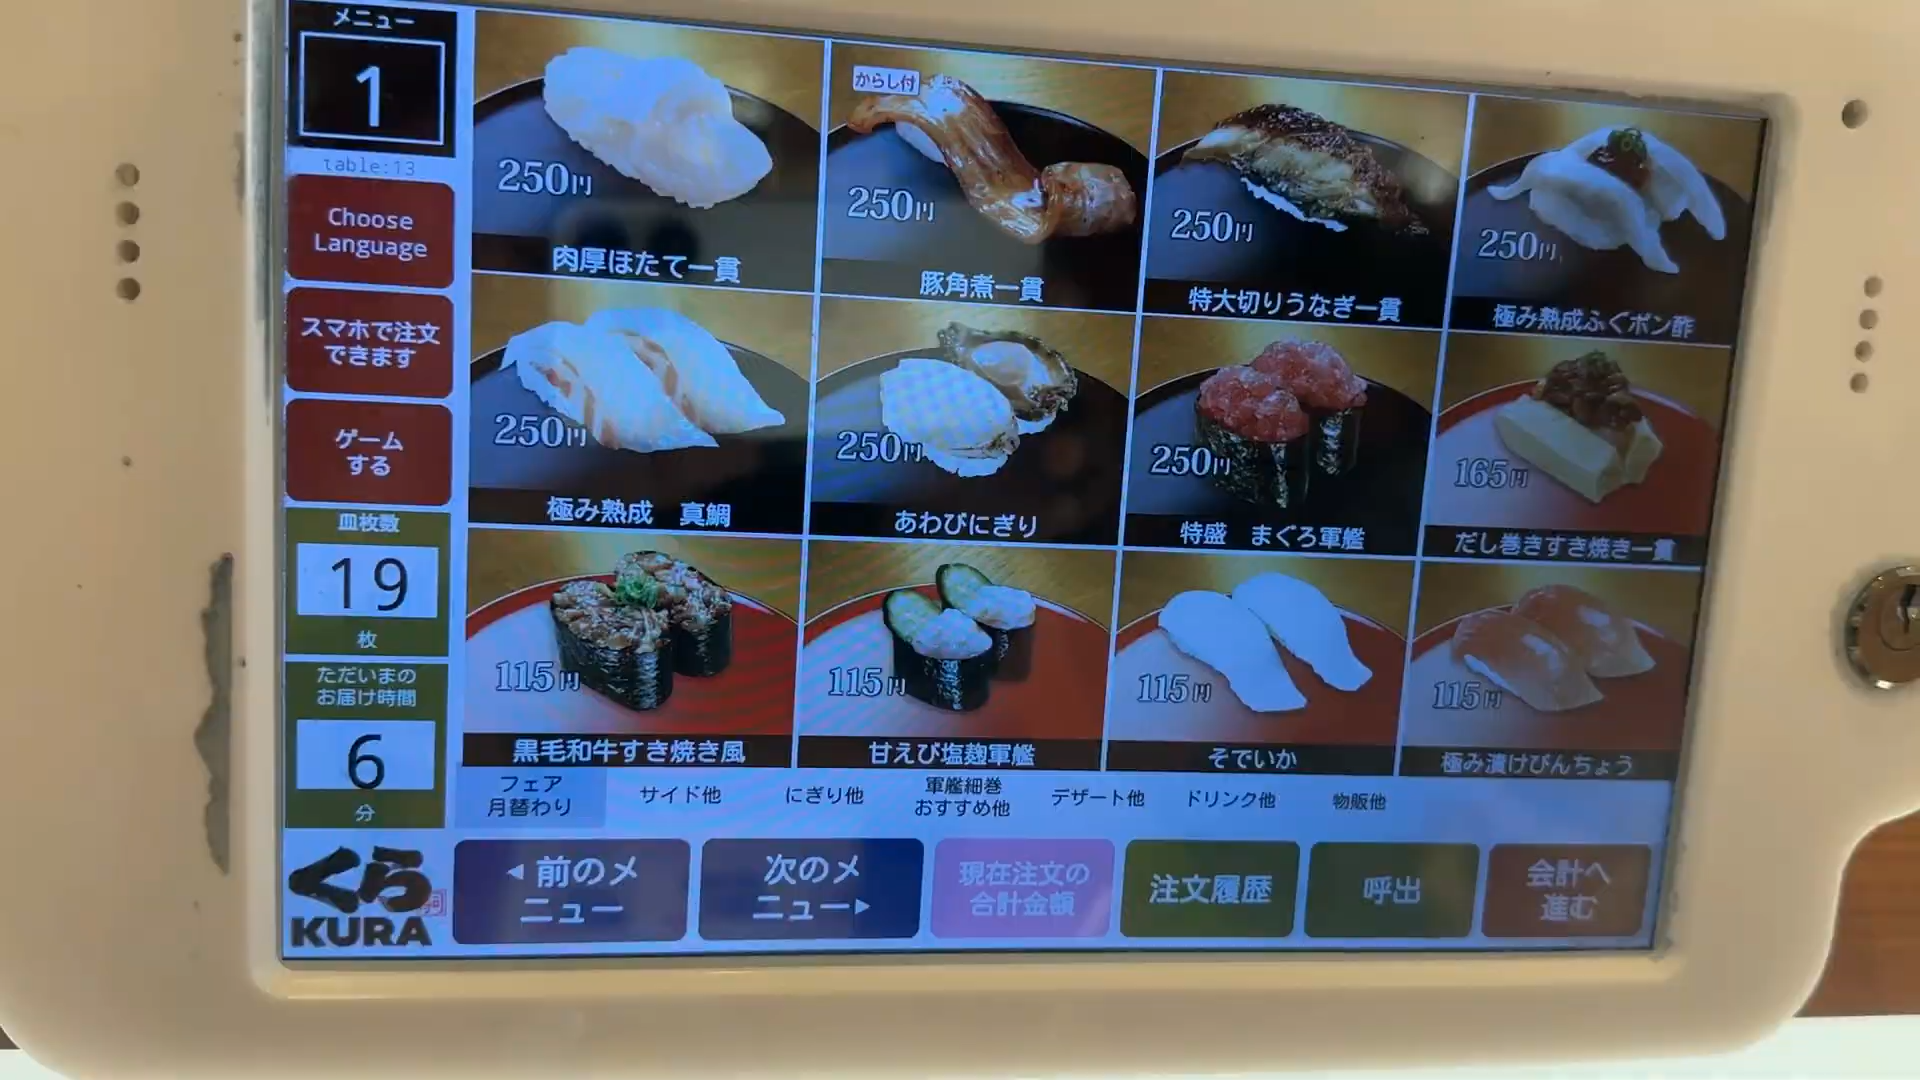 メニュー
1
table:13
Choose
Language
スマホで注文
できます
ゲーム
する
皿枚数
19
枚
ただいまの
お届け時間
6
分
くら
KURA
250円
肉厚ほたて一貫
からし付
250円
豚角煮一貫
250円
特大切りうなぎ一貫
250円
極み熟成ふぐポン酢
250円
極み熟成 真鯛
250円
あわびにぎり
250円
特盛 まぐろ軍艦
165円
だし巻きすき焼き一貫
115円
黒毛和牛すき焼き風
115円
甘えび塩麹軍艦
115円
そでいか
115円
極み漬けびんちょう
フェア
月替わり
サイド他
にぎり他
軍艦細巻
おすすめ他
デザート他
ドリンク他
物販他
◀前のメ
ニュー
次のメ
ニュー▶
現在注文の
合計金額
注文履歴
呼出
会計へ
進む